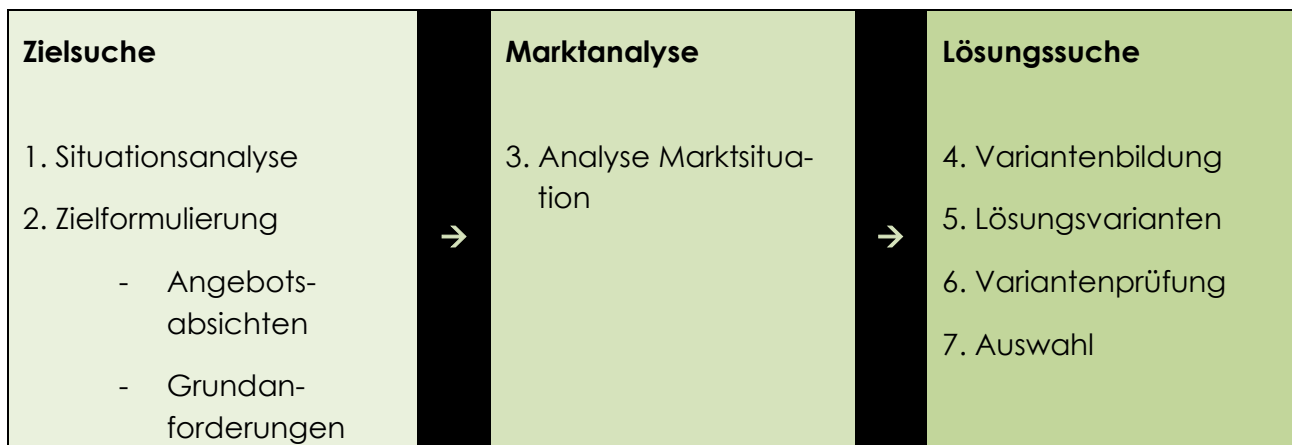 Zielsuche
1. Situationsanalyse
2. Zielformulierung
- Angebots-
absichten
- Grundan-
forderungen
→
Marktanalyse
3. Analyse Marktsitua-
tion
→
Lösungssuche
4. Variantenbildung
5. Lösungsvarianten
6. Variantenprüfung
7. Auswahl